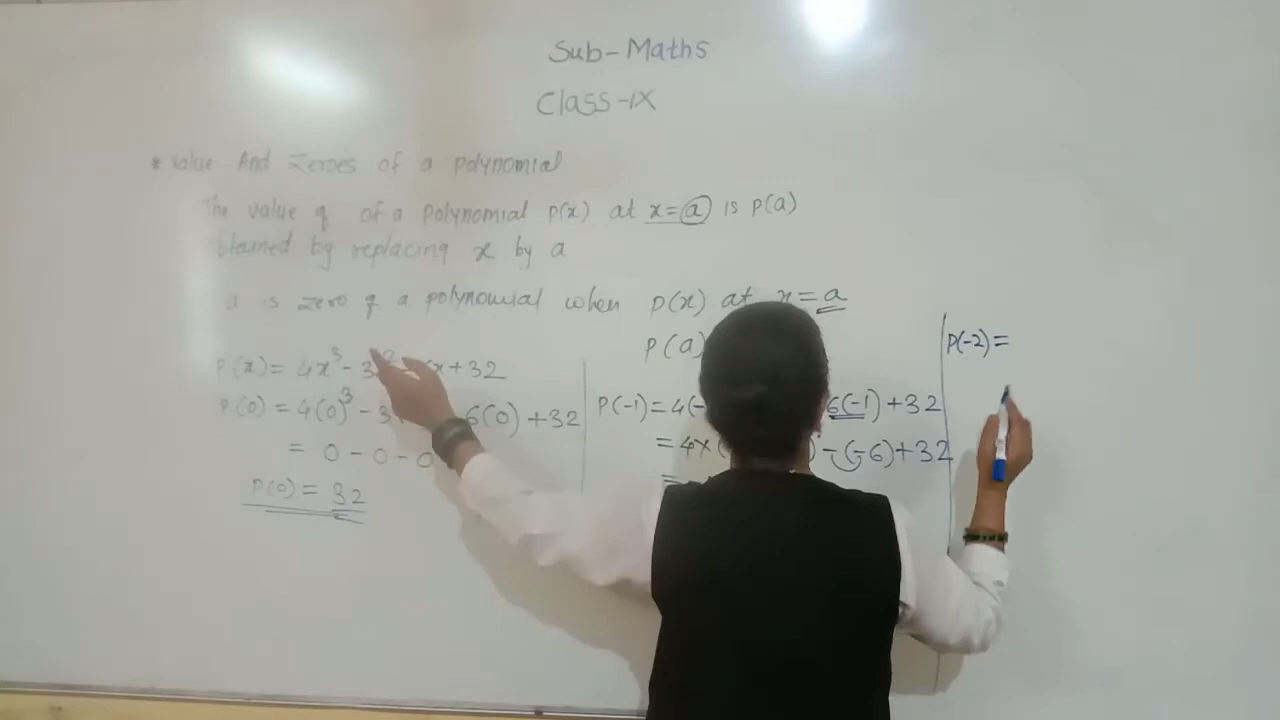 Sub-Maths
Class-IX
* Value And Zeroes of a polynomial
The value of of a Polynomial P(x) at x=a is P(a)
obtained by replacing x by a
a is zero of a polynomial when P(x) at x=a
P(a)
P(x)= 4x³-3 x+32
P(0) = 4(0)³-3 6(0)+32
= 0-0-0
P(0) = 32
P(-1)=4(- 6(-1)+32
=4x( -(-6)+32
=
P(-2)=